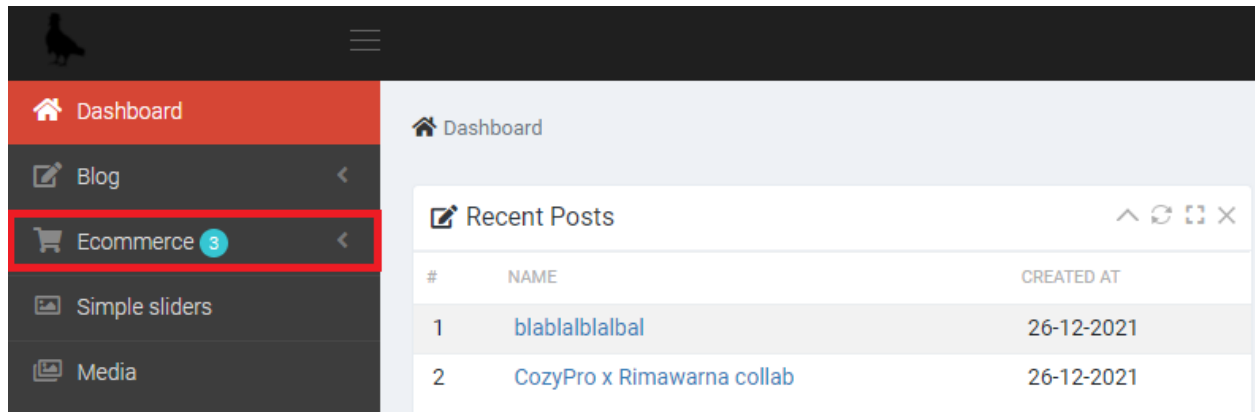 Dashboard
Dashboard
Blog
Recent Posts
Ecommerce 3
# NAME CREATED AT
Simple sliders
1 blablalblalbal 26-12-2021
Media
2 CozyPro x Rimawarna collab 26-12-2021